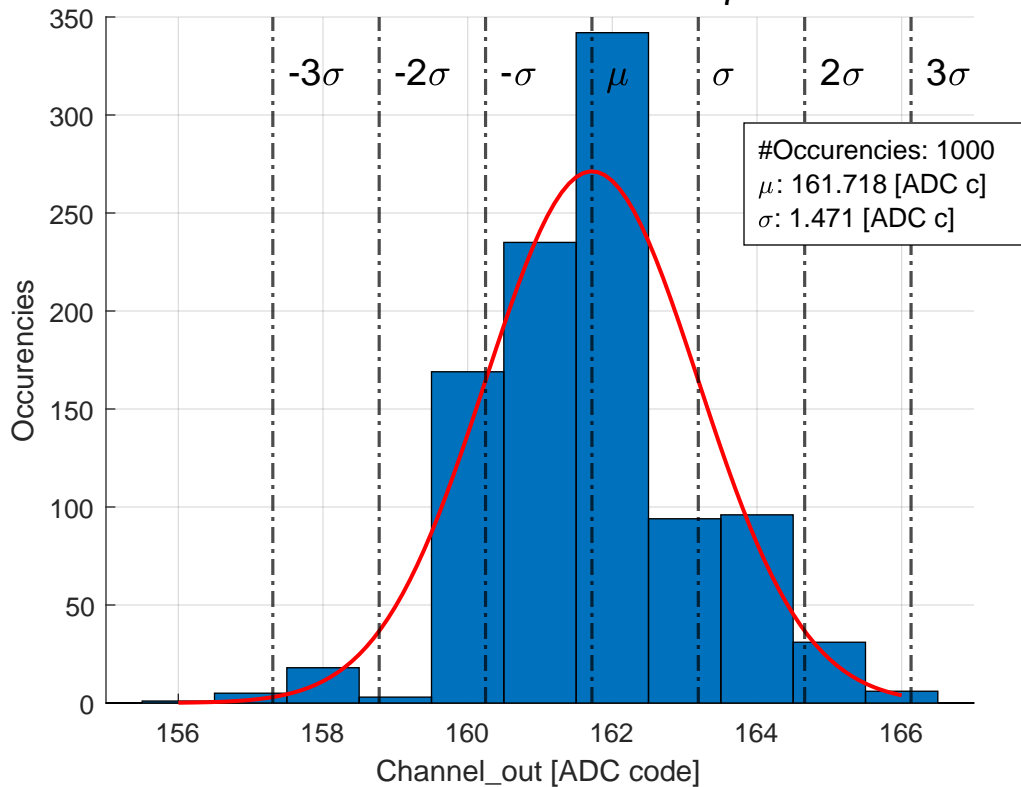 350
300
250
200
150
100
50
0
-3σ
-2σ
-σ
μ
σ
2σ
3σ
#Occurencies: 1000
μ: 161.718 [ADC c]
σ: 1.471 [ADC c]
Occurencies
156
158
160
162
164
166
Channel_out [ADC code]